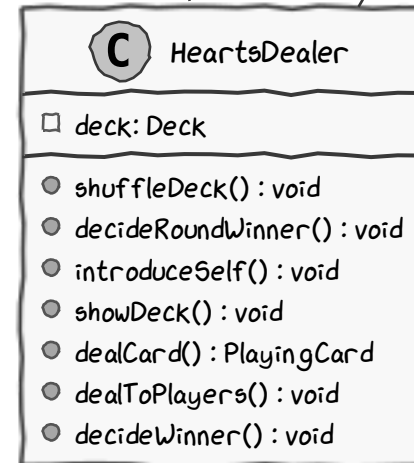 C HeartsDealer
deck: Deck
shuffleDeck() : void
decideRoundWinner() : void
introduceSelf() : void
showDeck() : void
dealCard() : PlayingCard
dealToPlayers() : void
decideWinner() : void